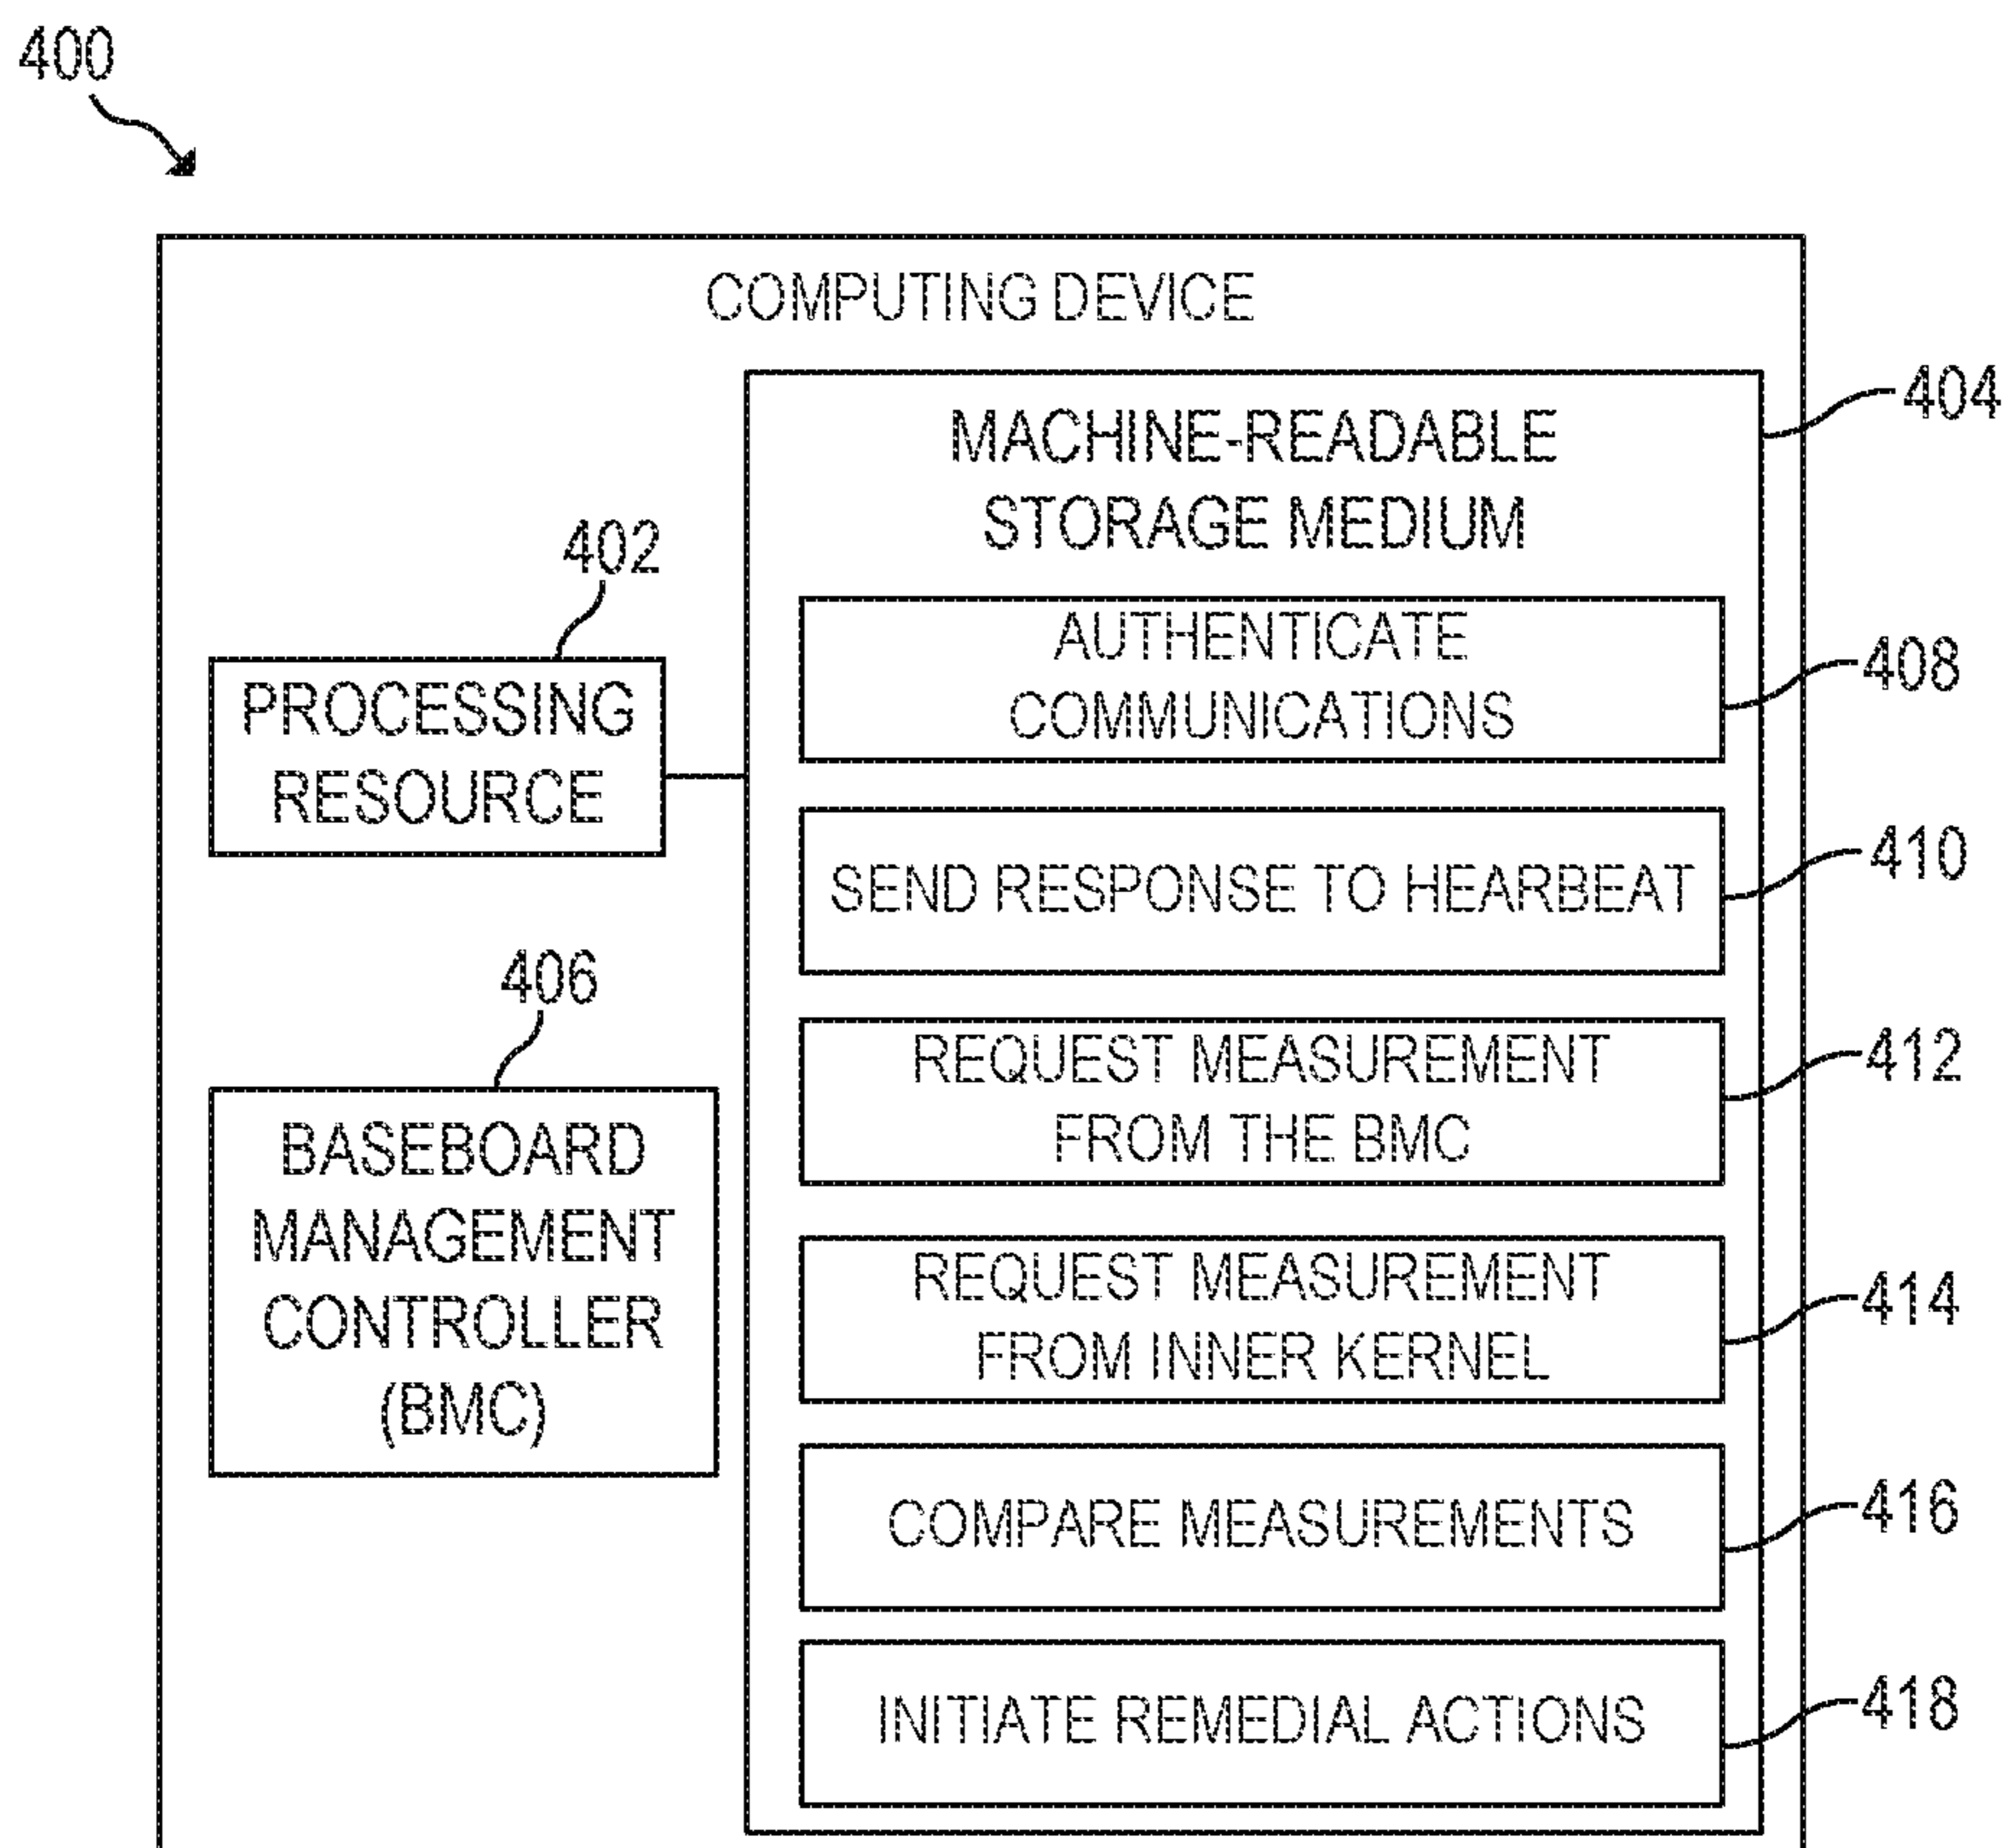 400
COMPUTING DEVICE
404
MACHINE-READABLE
STORAGE MEDIUM
402
PROCESSING
RESOURCE
AUTHENTICATE
COMMUNICATIONS
408
SEND RESPONSE TO HEARBEAT
410
406
BASEBOARD
MANAGEMENT
CONTROLLER
(BMC)
REQUEST MEASUREMENT
FROM THE BMC
412
REQUEST MEASUREMENT
FROM INNER KERNEL
414
COMPARE MEASUREMENTS
416
INITIATE REMEDIAL ACTIONS
418